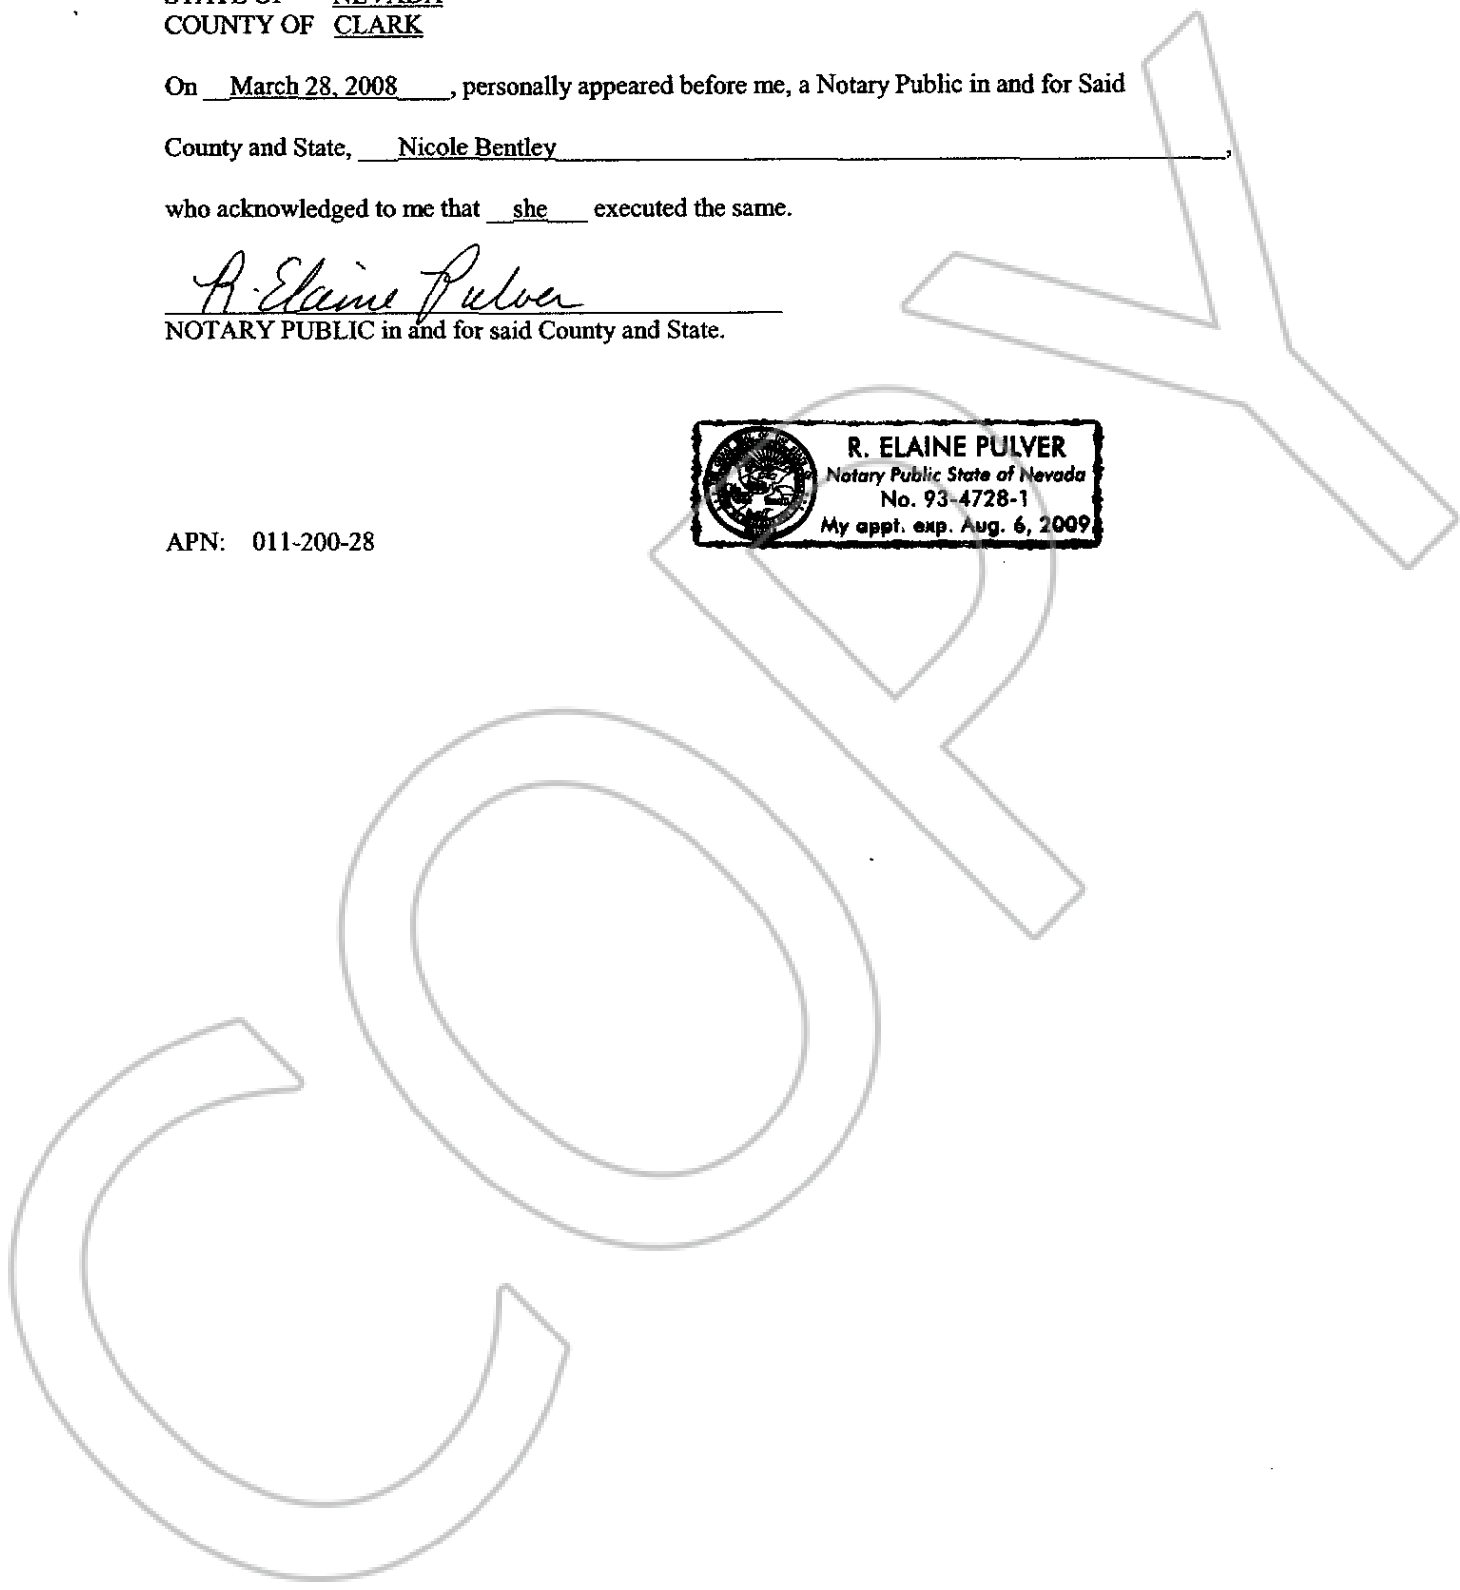 STATE OF NEVADA
COUNTY OF CLARK
On March 28, 2008, personally appeared before me, a Notary Public in and for Said
County and State, Nicole Bentley,
who acknowledged to me that she executed the same.
R. Elaine Pulver
NOTARY PUBLIC in and for said County and State.
R. ELAINE PULVER
Notary Public State of Nevada
No. 93-4728-1
My appt. exp. Aug. 6, 2009
APN: 011-200-28
COPY